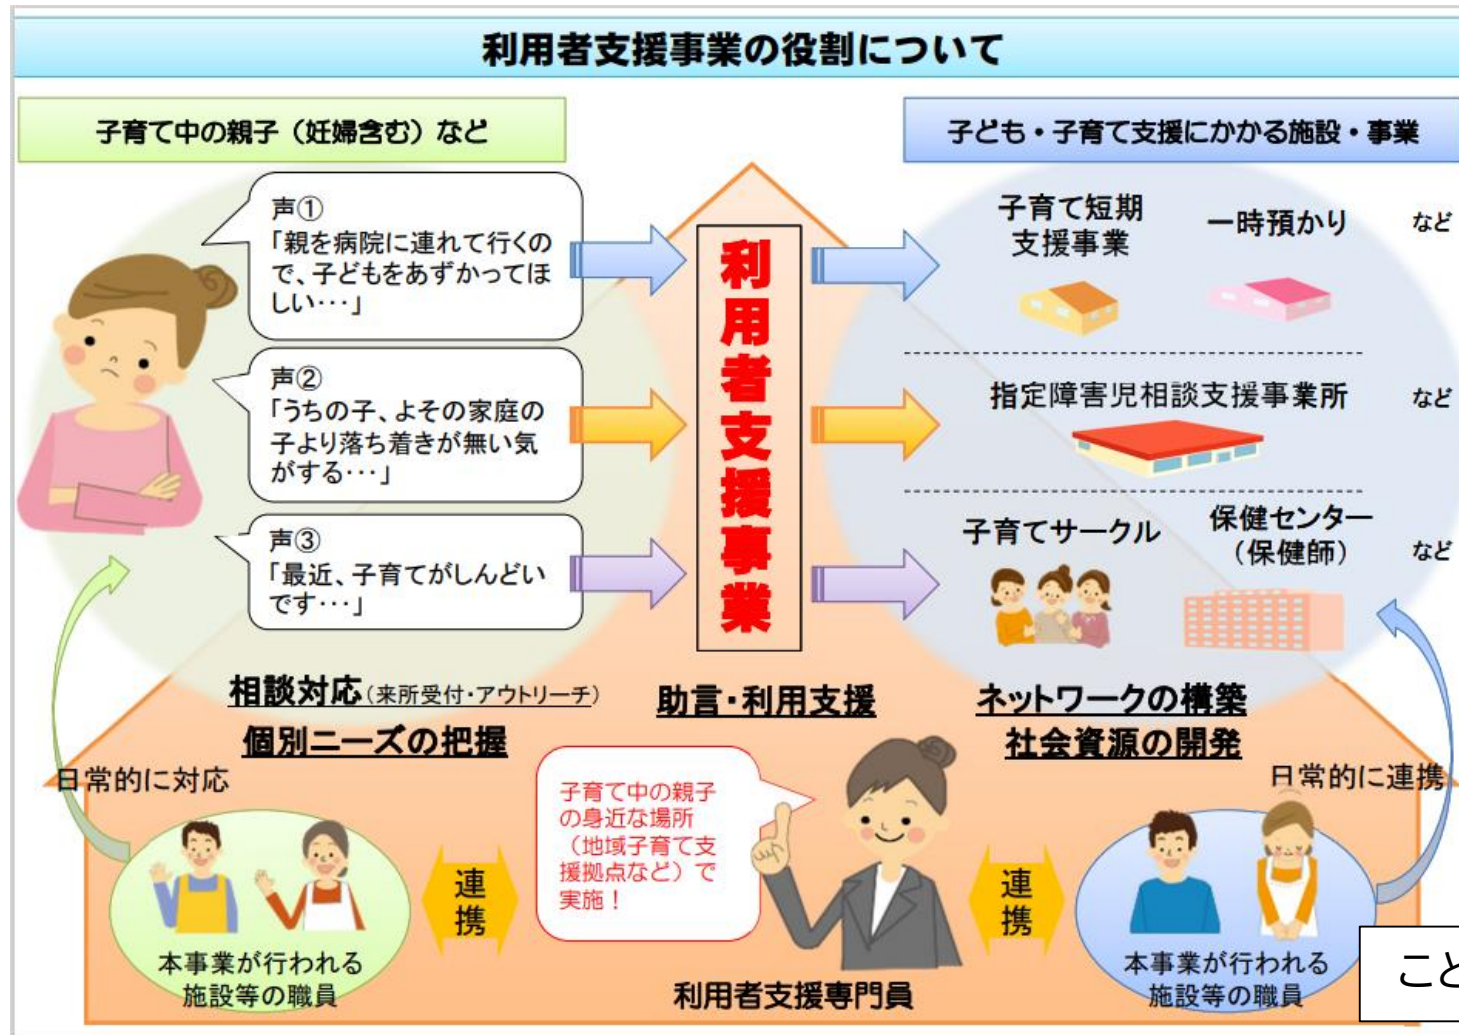 利用者支援事業の役割について
子育て中の親子（妊婦含む）など
子ども・子育て支援にかかる施設・事業
声①
「親を病院に連れて行くの
で、子どもをあずかってほ
しい･･･」
声②
「うちの子、よその家庭の
子より落ち着きが無い気
がする･･･」
声③
「最近、子育てがしんどい
です･･･」
利用者支援事業
子育て短期
支援事業
一時預かり
など
指定障害児相談支援事業所
など
子育てサークル
保健センター
（保健師）
など
相談対応（来所受付・アウトリーチ）
個別ニーズの把握
助言・利用支援
ネットワークの構築
社会資源の開発
日常的に対応
日常的に連携
子育て中の親子
の身近な場所
（地域子育て支
援拠点など）で
実施！
連携
連携
本事業が行われる
施設等の職員
利用者支援専門員
本事業が行われる
施設等の職員
こど